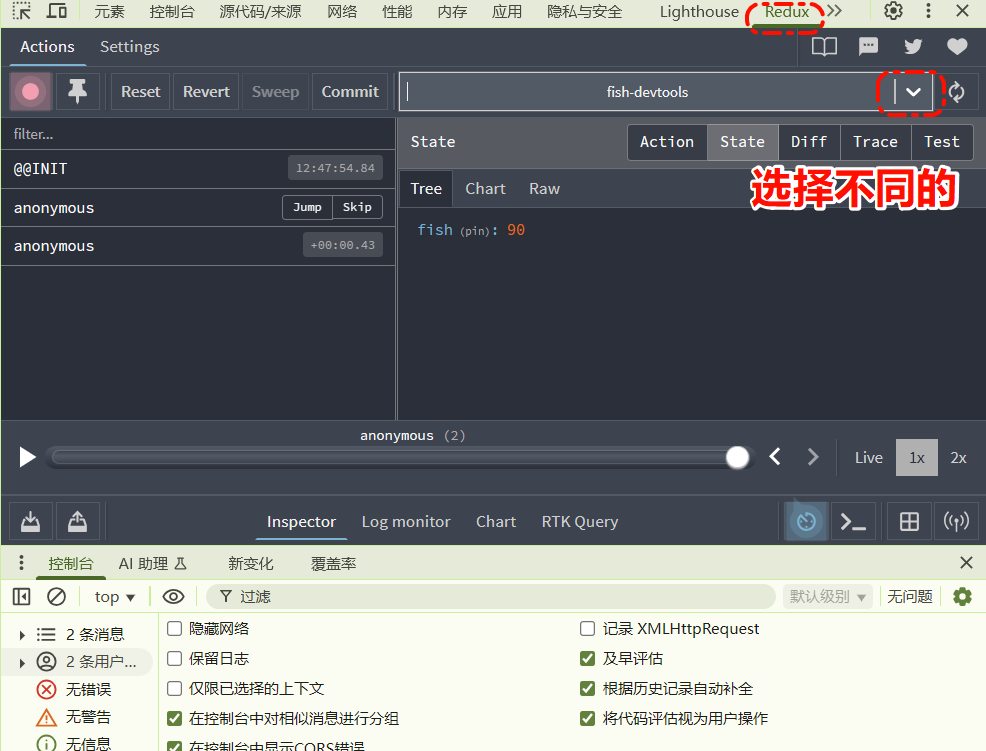 元素 控制台 源代码/来源 网络 性能 内存 应用 隐私与安全 Lighthouse Redux
Actions Settings
Reset Revert Sweep Commit fish-devtools
filter... State Action State Diff Trace Test
@@INIT 12:47:54.84
选择不同的
Tree Chart Raw
anonymous Jump Skip
fish (pin): 90
anonymous +00:00.43
anonymous (2)
Live 1x 2x
Inspector Log monitor Chart RTK Query
控制台 AI 助理 新变化 覆盖率
top 过滤 默认级别 无问题
2 条消息 隐藏网络 记录 XMLHttpRequest
2 条用户... 保留日志 及早评估
无错误 仅限已选择的上下文 根据历史记录自动补全
无警告 在控制台中对相似消息进行分组 将代码评估视为用户操作
无信息 在控制台中显示CORS错误